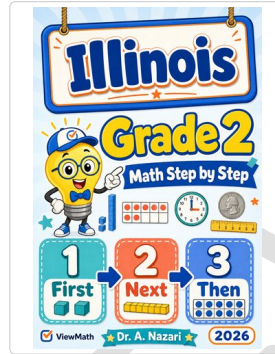 Illinois
Grade 2
Math Step by Step
1 2 3
First Next Then
ViewMath Dr. A. Nazari 2026